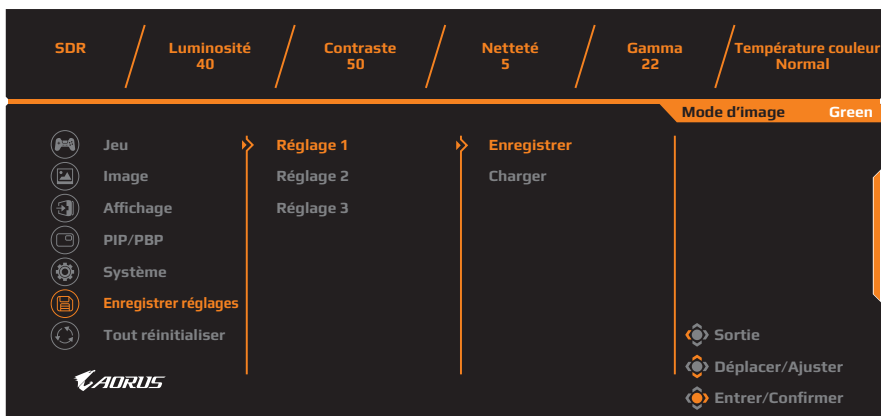 SDR
Luminosité
40
Contraste
50
Netteté
5
Gamma
22
Température couleur
Normal
Mode d'image Green
Jeu
Image
Affichage
PIP/PBP
Système
Enregistrer réglages
Tout réinitialiser
Réglage 1
Réglage 2
Réglage 3
Enregistrer
Charger
Sortie
Déplacer/Ajuster
Entrer/Confirmer
AORUS